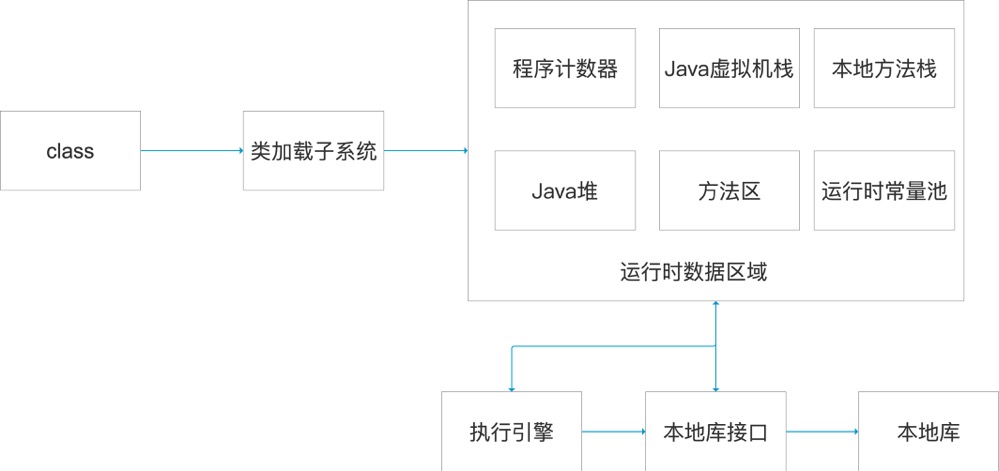 程序计数器
Java虚拟机栈
本地方法栈
class
类加载子系统
Java堆
方法区
运行时常量池
运行时数据区域
执行引擎
本地库接口
本地库